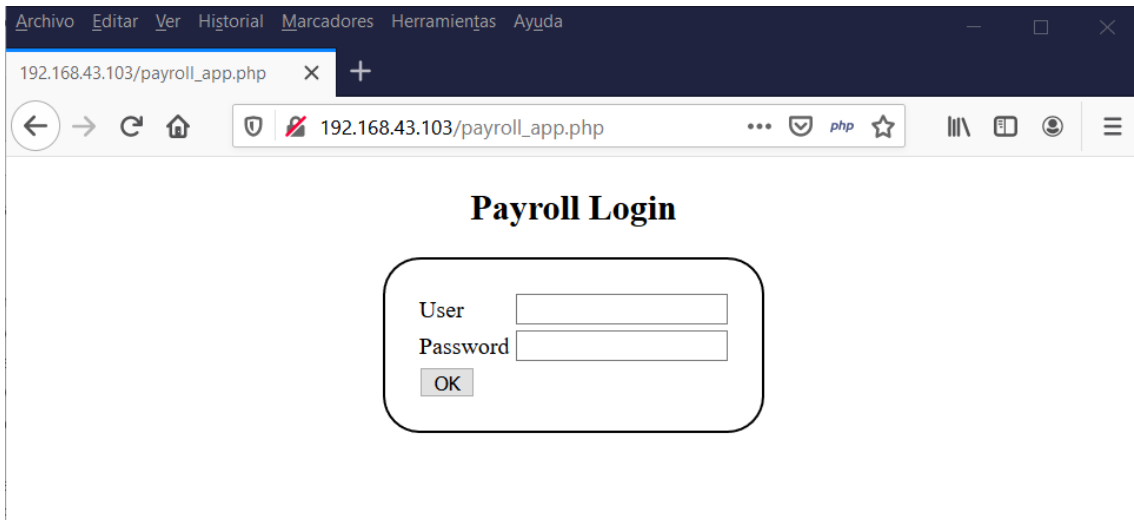 Archivo Editar Ver Historial Marcadores Herramientas Ayuda
192.168.43.103/payroll_app.php
192.168.43.103/payroll_app.php ••• php
Payroll Login
User
Password
OK